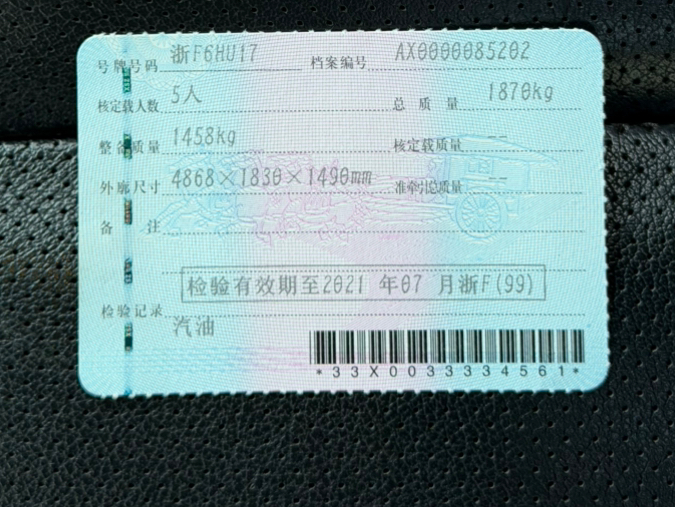 号牌号码 浙F6HU17 档案编号 AX0000085202
核定载人数 5人 总质量 1870kg
整备质量 1458kg 核定载质量 --
外廓尺寸 4868×1830×1490mm 准牵引总质量 --
备注
检验有效期至2021 年07 月浙F(99)
检验记录
汽油
*33X0033334561*